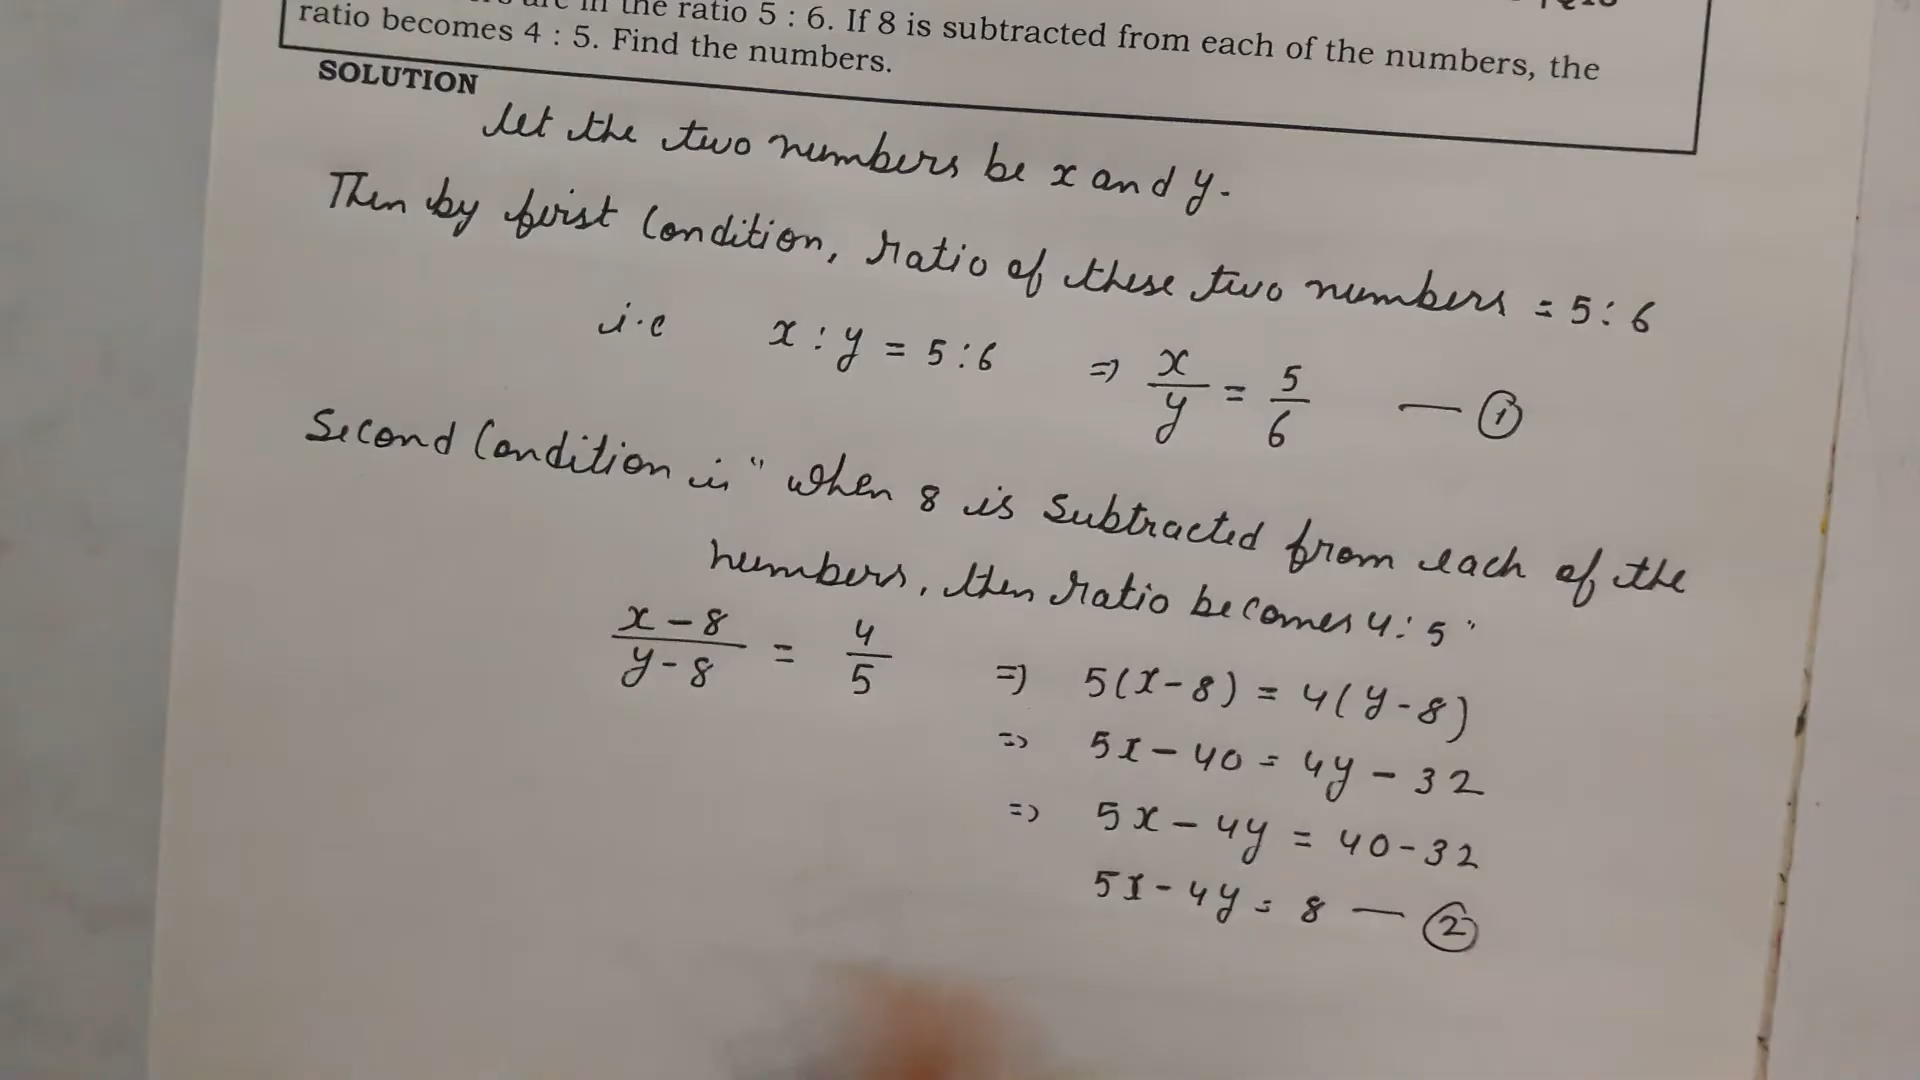 in the ratio 5 : 6. If 8 is subtracted from each of the numbers, the
ratio becomes 4 : 5. Find the numbers.
SOLUTION
Let the two numbers be x and y.
Then by first Condition, ratio of these two numbers = 5:6
i.e x : y = 5:6 => x/y = 5/6 — ①
Second Condition is " when 8 is Subtracted from each of the
numbers, then ratio becomes 4:5"
x-8/y-8 = 4/5 => 5(x-8) = 4(y-8)
=> 5x - 40 = 4y - 32
=> 5x - 4y = 40-32
5x - 4y = 8 — ②